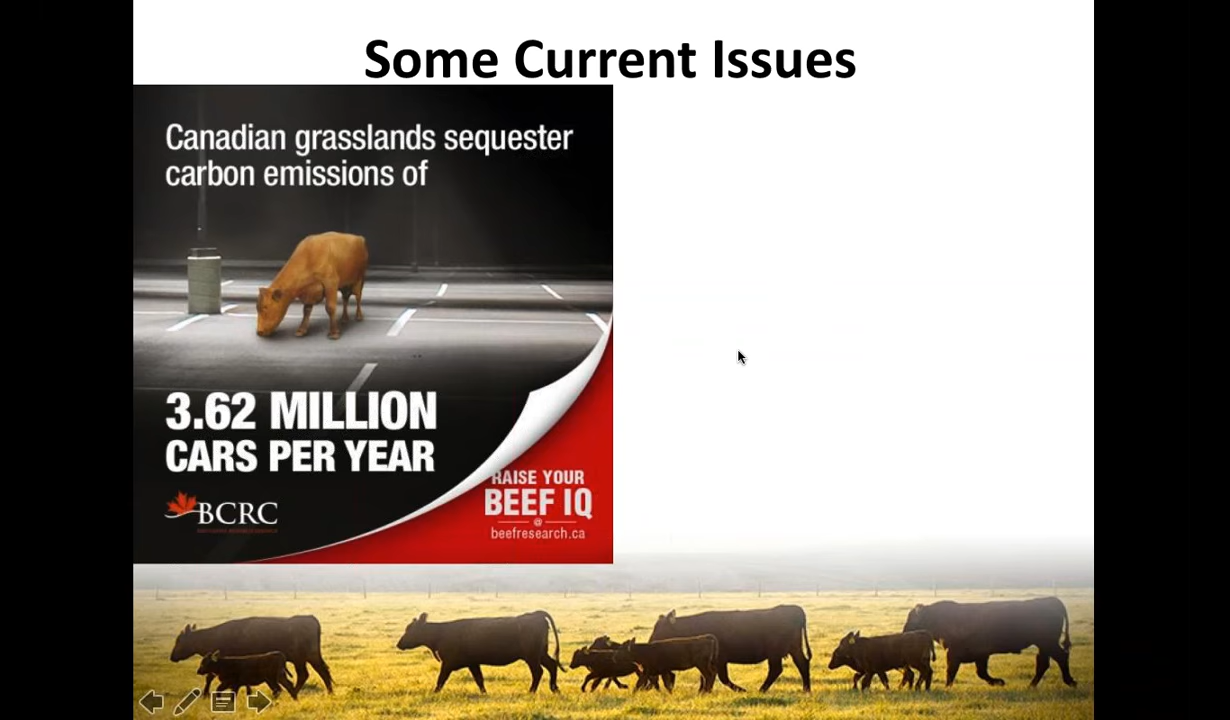 Some Current Issues
Canadian grasslands sequester
carbon emissions of
3.62 MILLION
CARS PER YEAR
BCRC
RAISE YOUR
BEEF IQ
@
beefresearch.ca